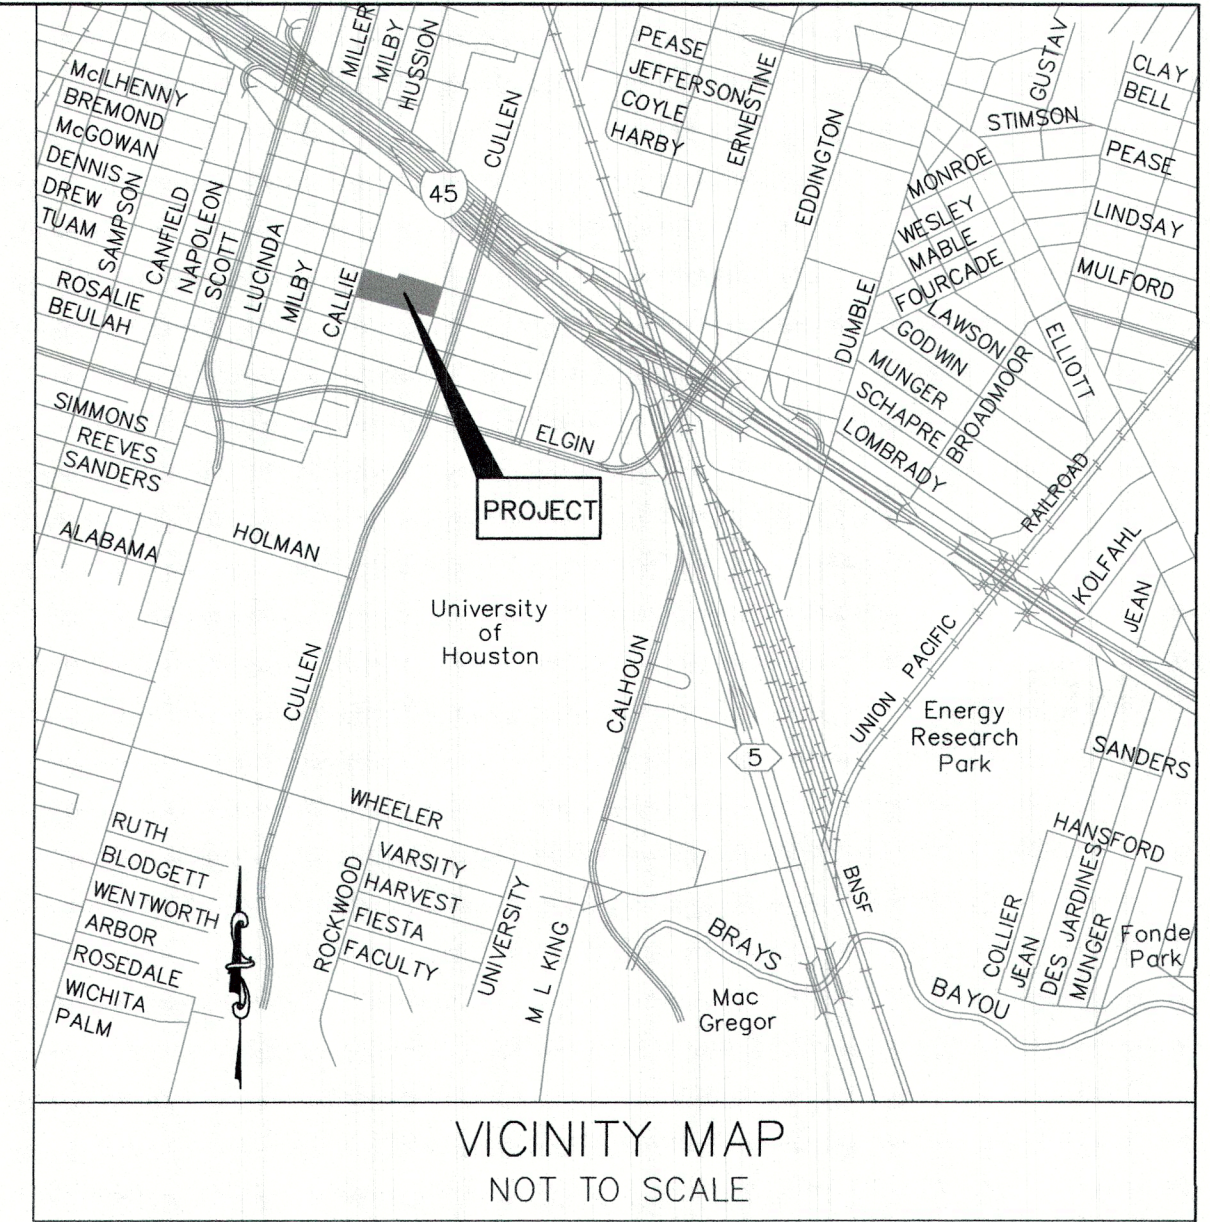 MILLER
MILBY
HUSSION
CULLEN
PEASE
JEFFERSON
COYLE
HARBY
ERNESTINE
EDDINGTON
GUSTAV
STIMSON
CLAY
BELL
PEASE
LINDSAY
MULFORD
McILHENNY
BREMOND
McGOWAN
DENNIS
DREW
TUAM
SAMPSON
CANFIELD
NAPOLEON
SCOTT
LUCINDA
MILBY
CALLIE
ROSALIE
BEULAH
45
MONROE
WESLEY
MABLE
FOURCADE
DUMBLE
LAWSON
GODWIN
MUNGER
SCHAPRE
LOMBRADY
BROADMOOR
ELLIOTT
SIMMONS
REEVES
SANDERS
ELGIN
PROJECT
ALABAMA
HOLMAN
RAILROAD
KOLFAHL
JEAN
University
of
Houston
CULLEN
CALHOUN
UNION PACIFIC
5
Energy
Research
Park
SANDERS
WHEELER
RUTH
BLODGETT
WENTWORTH
ARBOR
ROSEDALE
WICHITA
PALM
ROCKWOOD
VARSITY
HARVEST
FIESTA
FACULTY
UNIVERSITY
M L KING
BRAYS
BAYOU
Mac
Gregor
BNSF
HANSFORD
COLLIER
JEAN
DES JARDINES
MUNGER
Fonde
Park
VICINITY MAP
NOT TO SCALE